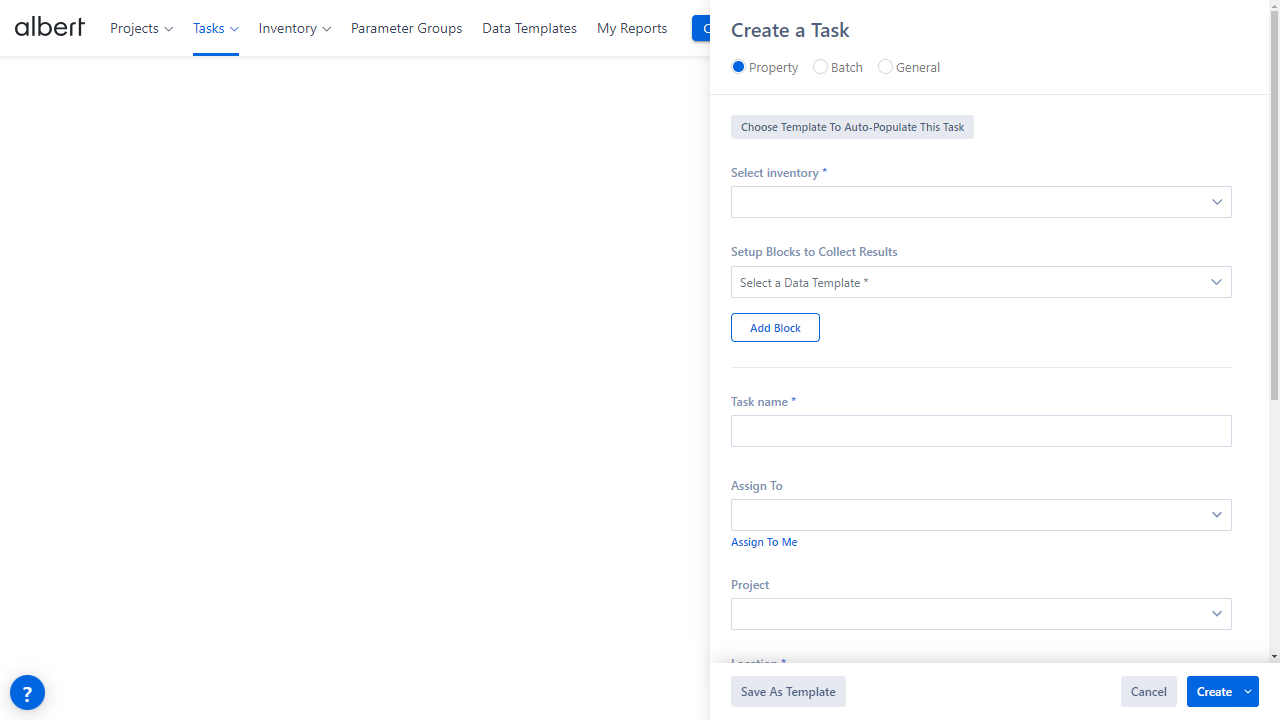 albert Projects Tasks Inventory Parameter Groups Data Templates My Reports
Create a Task
Property Batch General
Choose Template To Auto-Populate This Task
Select inventory *
Setup Blocks to Collect Results
Select a Data Template *
Add Block
Task name *
Assign To
Assign To Me
Project
Location *
Save As Template Cancel Create
?